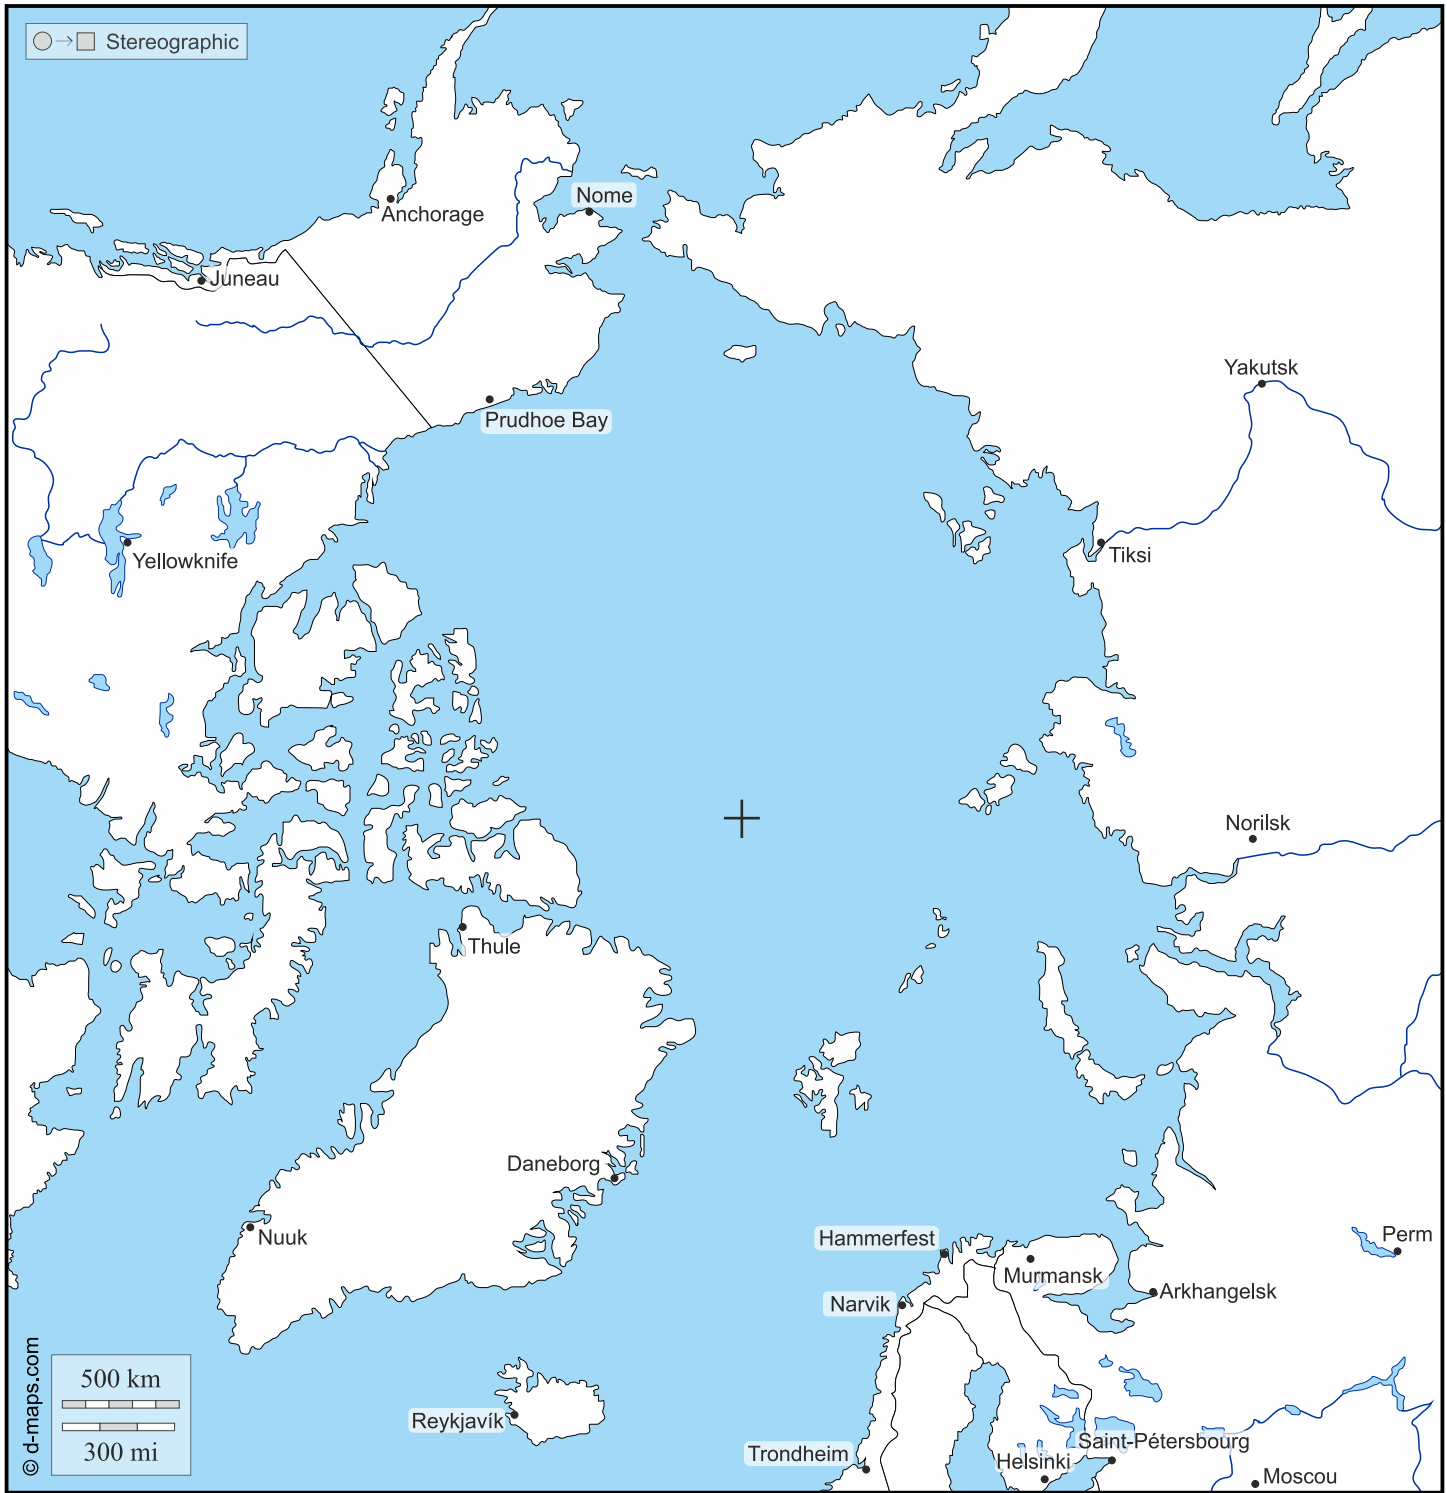 Stereographic
Nome
Anchorage
Juneau
Yakutsk
Prudhoe Bay
Tiksi
Yellowknife
Norilsk
Thule
Daneborg
Nuuk
Hammerfest
Perm
Murmansk
Arkhangelsk
Narvik
Reykjavík
Trondheim
Saint-Pétersbourg
Helsinki
Moscou
500 km
300 mi
© d-maps.com